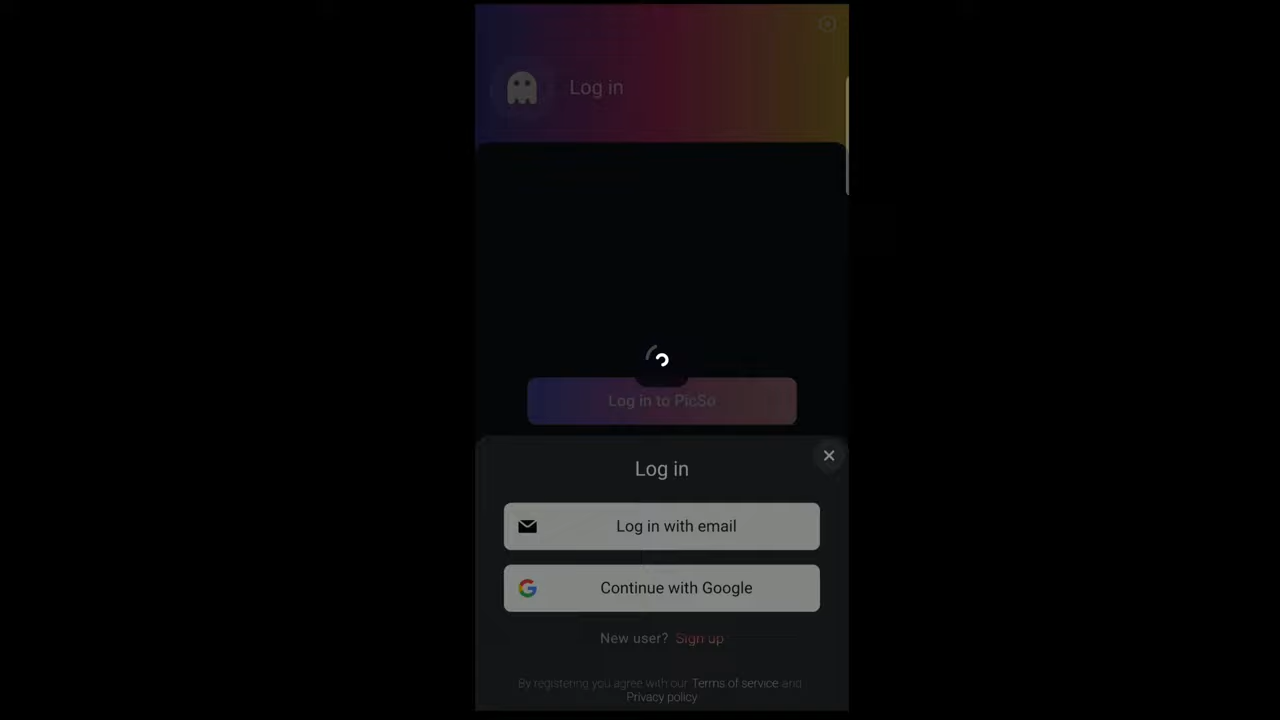 Log in
Log in to PicSo
Log in
Log in with email
Continue with Google
New user? Sign up
By registering you agree with our Terms of service and
Privacy policy